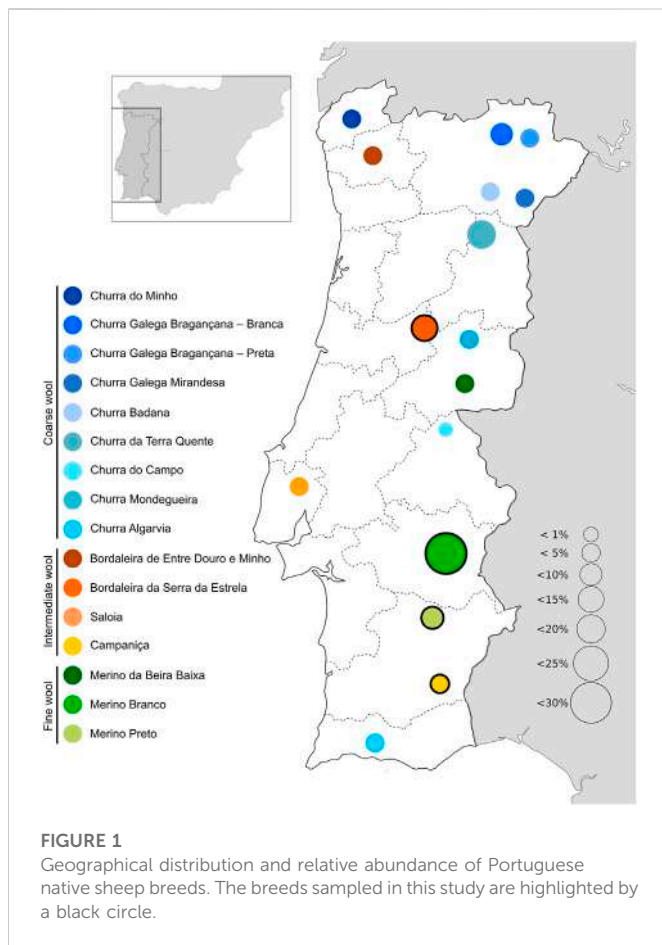 Coarse wool
Churra do Minho
Churra Galega Bragançana – Branca
Churra Galega Bragançana – Preta
Churra Galega Mirandesa
Churra Badana
Churra da Terra Quente
Churra do Campo
Churra Mondegueira
Churra Algarvia
Intermediate wool
Bordaleira de Entre Douro e Minho
Bordaleira da Serra da Estrela
Saloia
Campaniça
Fine wool
Merino da Beira Baixa
Merino Branco
Merino Preto
< 1%
< 5%
<10%
<15%
<20%
<25%
<30%
FIGURE 1
Geographical distribution and relative abundance of Portuguese
native sheep breeds. The breeds sampled in this study are highlighted by
a black circle.